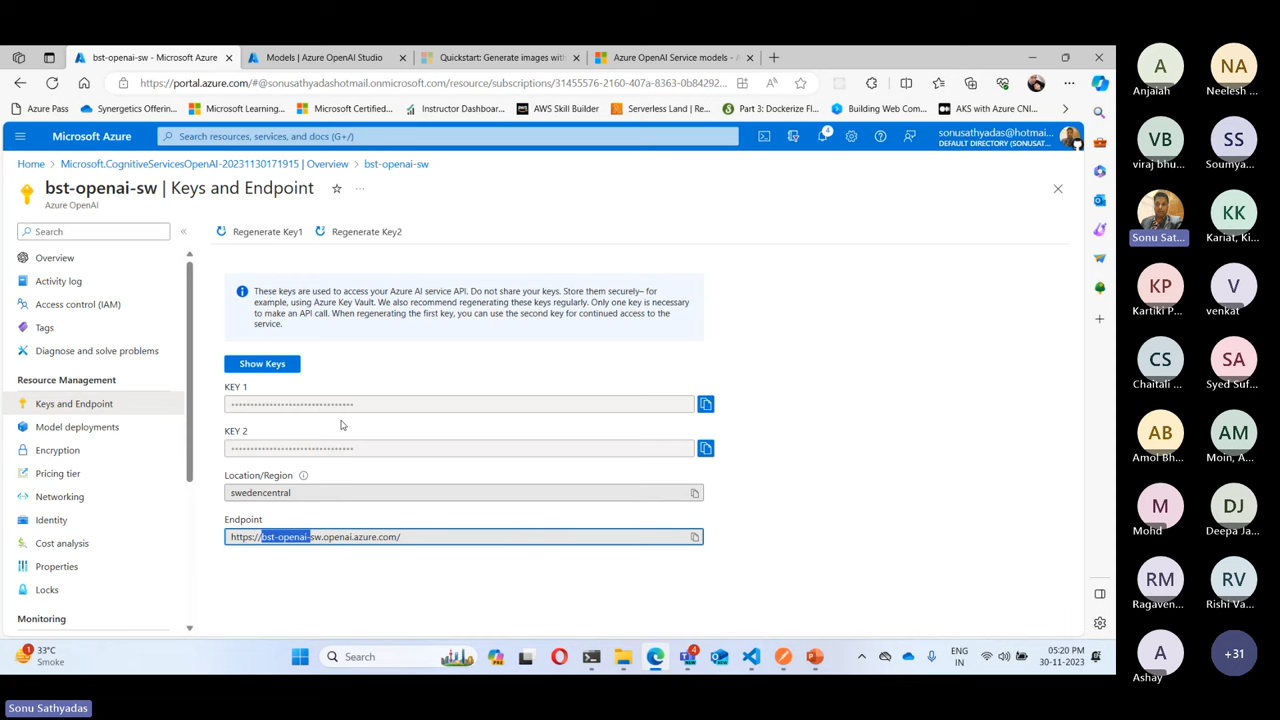 bst-openai-sw - Microsoft Azure
Models | Azure OpenAI Studio
Quickstart: Generate images with
Azure OpenAI Service models - A
https://portal.azure.com/#@sonusathyadashotmail.onmicrosoft.com/resource/subscriptions/31455576-2160-407a-8363-0b84292...
Azure Pass
Synergetics Offering...
Microsoft Learning...
Microsoft Certified...
Instructor Dashboar...
AWS Skill Builder
Serverless Land | Re...
Part 3: Dockerize Fl...
Building Web Com...
AKS with Azure CNI...
Microsoft Azure
Search resources, services, and docs (G+/)
4
sonusathyadas@hotmai...
DEFAULT DIRECTORY (SONUSAT...
Home > Microsoft.CognitiveServicesOpenAI-20231130171915 | Overview > bst-openai-sw
bst-openai-sw | Keys and Endpoint
Azure OpenAI
Search
Overview
Activity log
Access control (IAM)
Tags
Diagnose and solve problems
Resource Management
Keys and Endpoint
Model deployments
Encryption
Pricing tier
Networking
Identity
Cost analysis
Properties
Locks
Monitoring
Regenerate Key1
Regenerate Key2
These keys are used to access your Azure AI service API. Do not share your keys. Store them securely– for
example, using Azure Key Vault. We also recommend regenerating these keys regularly. Only one key is necessary
to make an API call. When regenerating the first key, you can use the second key for continued access to the
service.
Show Keys
KEY 1
KEY 2
Location/Region
swedencentral
Endpoint
https://bst-openai-sw.openai.azure.com/
1
33°C
Smoke
Search
PRE
4
ENG
IN
05:20 PM
30-11-2023
A
Anjaiah
NA
Neelesh ...
VB
viraj bhu...
SS
Soumya...
Sonu Sat...
KK
Kariat, Ki...
KP
Kartiki P...
V
venkat
CS
Chaitali ...
SA
Syed Suf...
AB
Amol Bh...
AM
Moin, A...
M
Mohd
DJ
Deepa Ja...
RM
Ragaven...
RV
Rishi Va...
A
Ashay
+31
Sonu Sathyadas